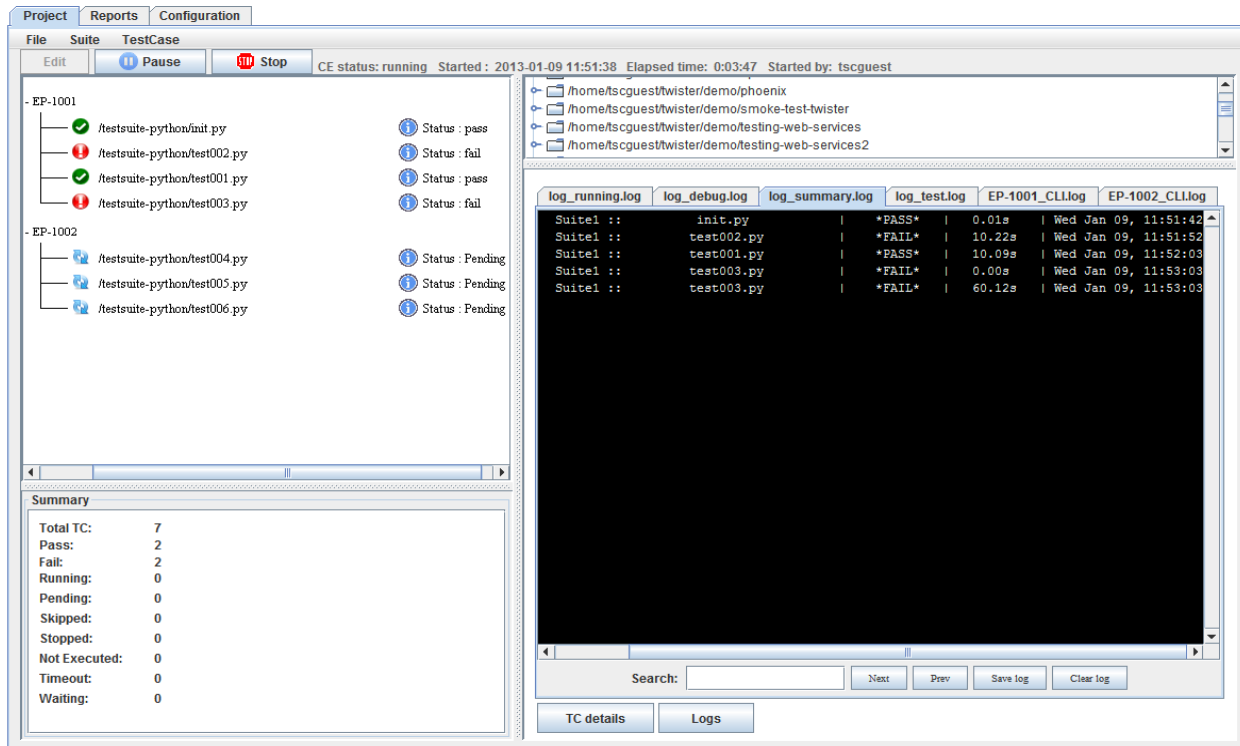 Project Reports Configuration
File Suite TestCase
Edit Pause STOP Stop CE status: running Started : 2013-01-09 11:51:38 Elapsed time: 0:03:47 Started by: tscguest
- EP-1001
/testsuite-python/init.py Status : pass
/testsuite-python/test002.py Status : fail
/testsuite-python/test001.py Status : pass
/testsuite-python/test003.py Status : fail
- EP-1002
/testsuite-python/test004.py Status : Pending
/testsuite-python/test005.py Status : Pending
/testsuite-python/test006.py Status : Pending
Summary
Total TC: 7
Pass: 2
Fail: 2
Running: 0
Pending: 0
Skipped: 0
Stopped: 0
Not Executed: 0
Timeout: 0
Waiting: 0
/home/tscguest/twister/demo/phoenix
/home/tscguest/twister/demo/smoke-test-twister
/home/tscguest/twister/demo/testing-web-services
/home/tscguest/twister/demo/testing-web-services2
log_running.log log_debug.log log_summary.log log_test.log EP-1001_CLI.log EP-1002_CLI.log
Suite1 :: init.py | *PASS* | 0.01s | Wed Jan 09, 11:51:42
Suite1 :: test002.py | *FAIL* | 10.22s | Wed Jan 09, 11:51:52
Suite1 :: test001.py | *PASS* | 10.09s | Wed Jan 09, 11:52:03
Suite1 :: test003.py | *FAIL* | 0.00s | Wed Jan 09, 11:53:03
Suite1 :: test003.py | *FAIL* | 60.12s | Wed Jan 09, 11:53:03
Search: Next Prev Save log Clear log
TC details Logs